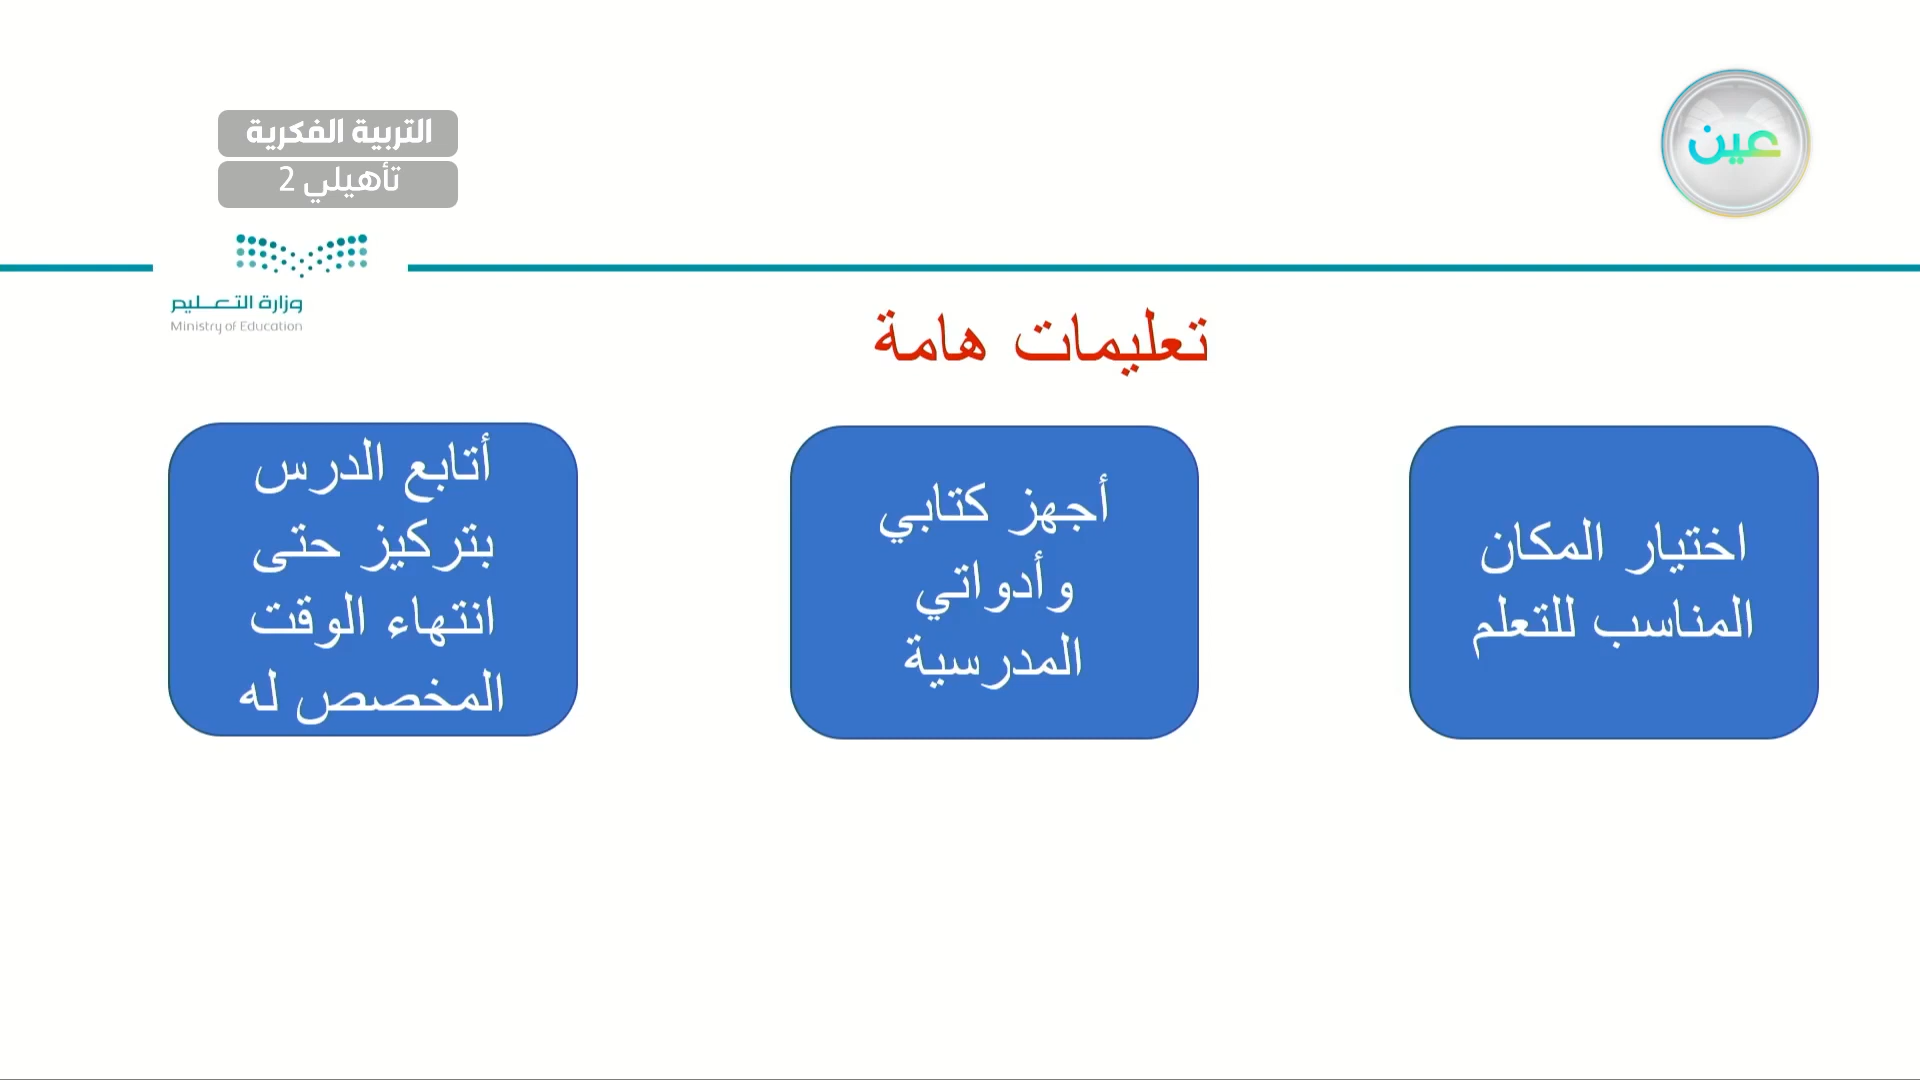 التربية الفكرية
تأهيلي 2
عين
وزارة التعليم
Ministry of Education
تعليمات هامة
اختيار المكان
المناسب للتعلم
أجهز كتابي
وأدواتي
المدرسية
أتابع الدرس
بتركيز حتى
انتهاء الوقت
المخصص له